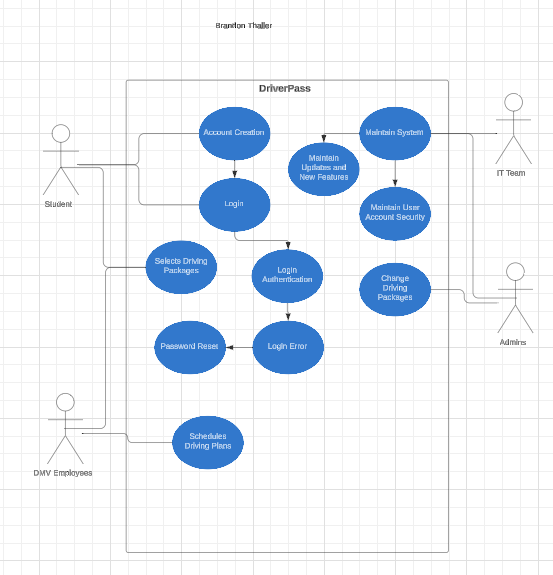 Brandon Thaller
DriverPass
Account Creation
Maintain System
Maintain
Updates and
New Features
IT Team
Student
Login
Maintain User
Account Security
Selects Driving
Packages
Login
Authentication
Change
Driving
Packages
Admins
Password Reset
Login Error
Schedules
Driving Plans
DMV Employees